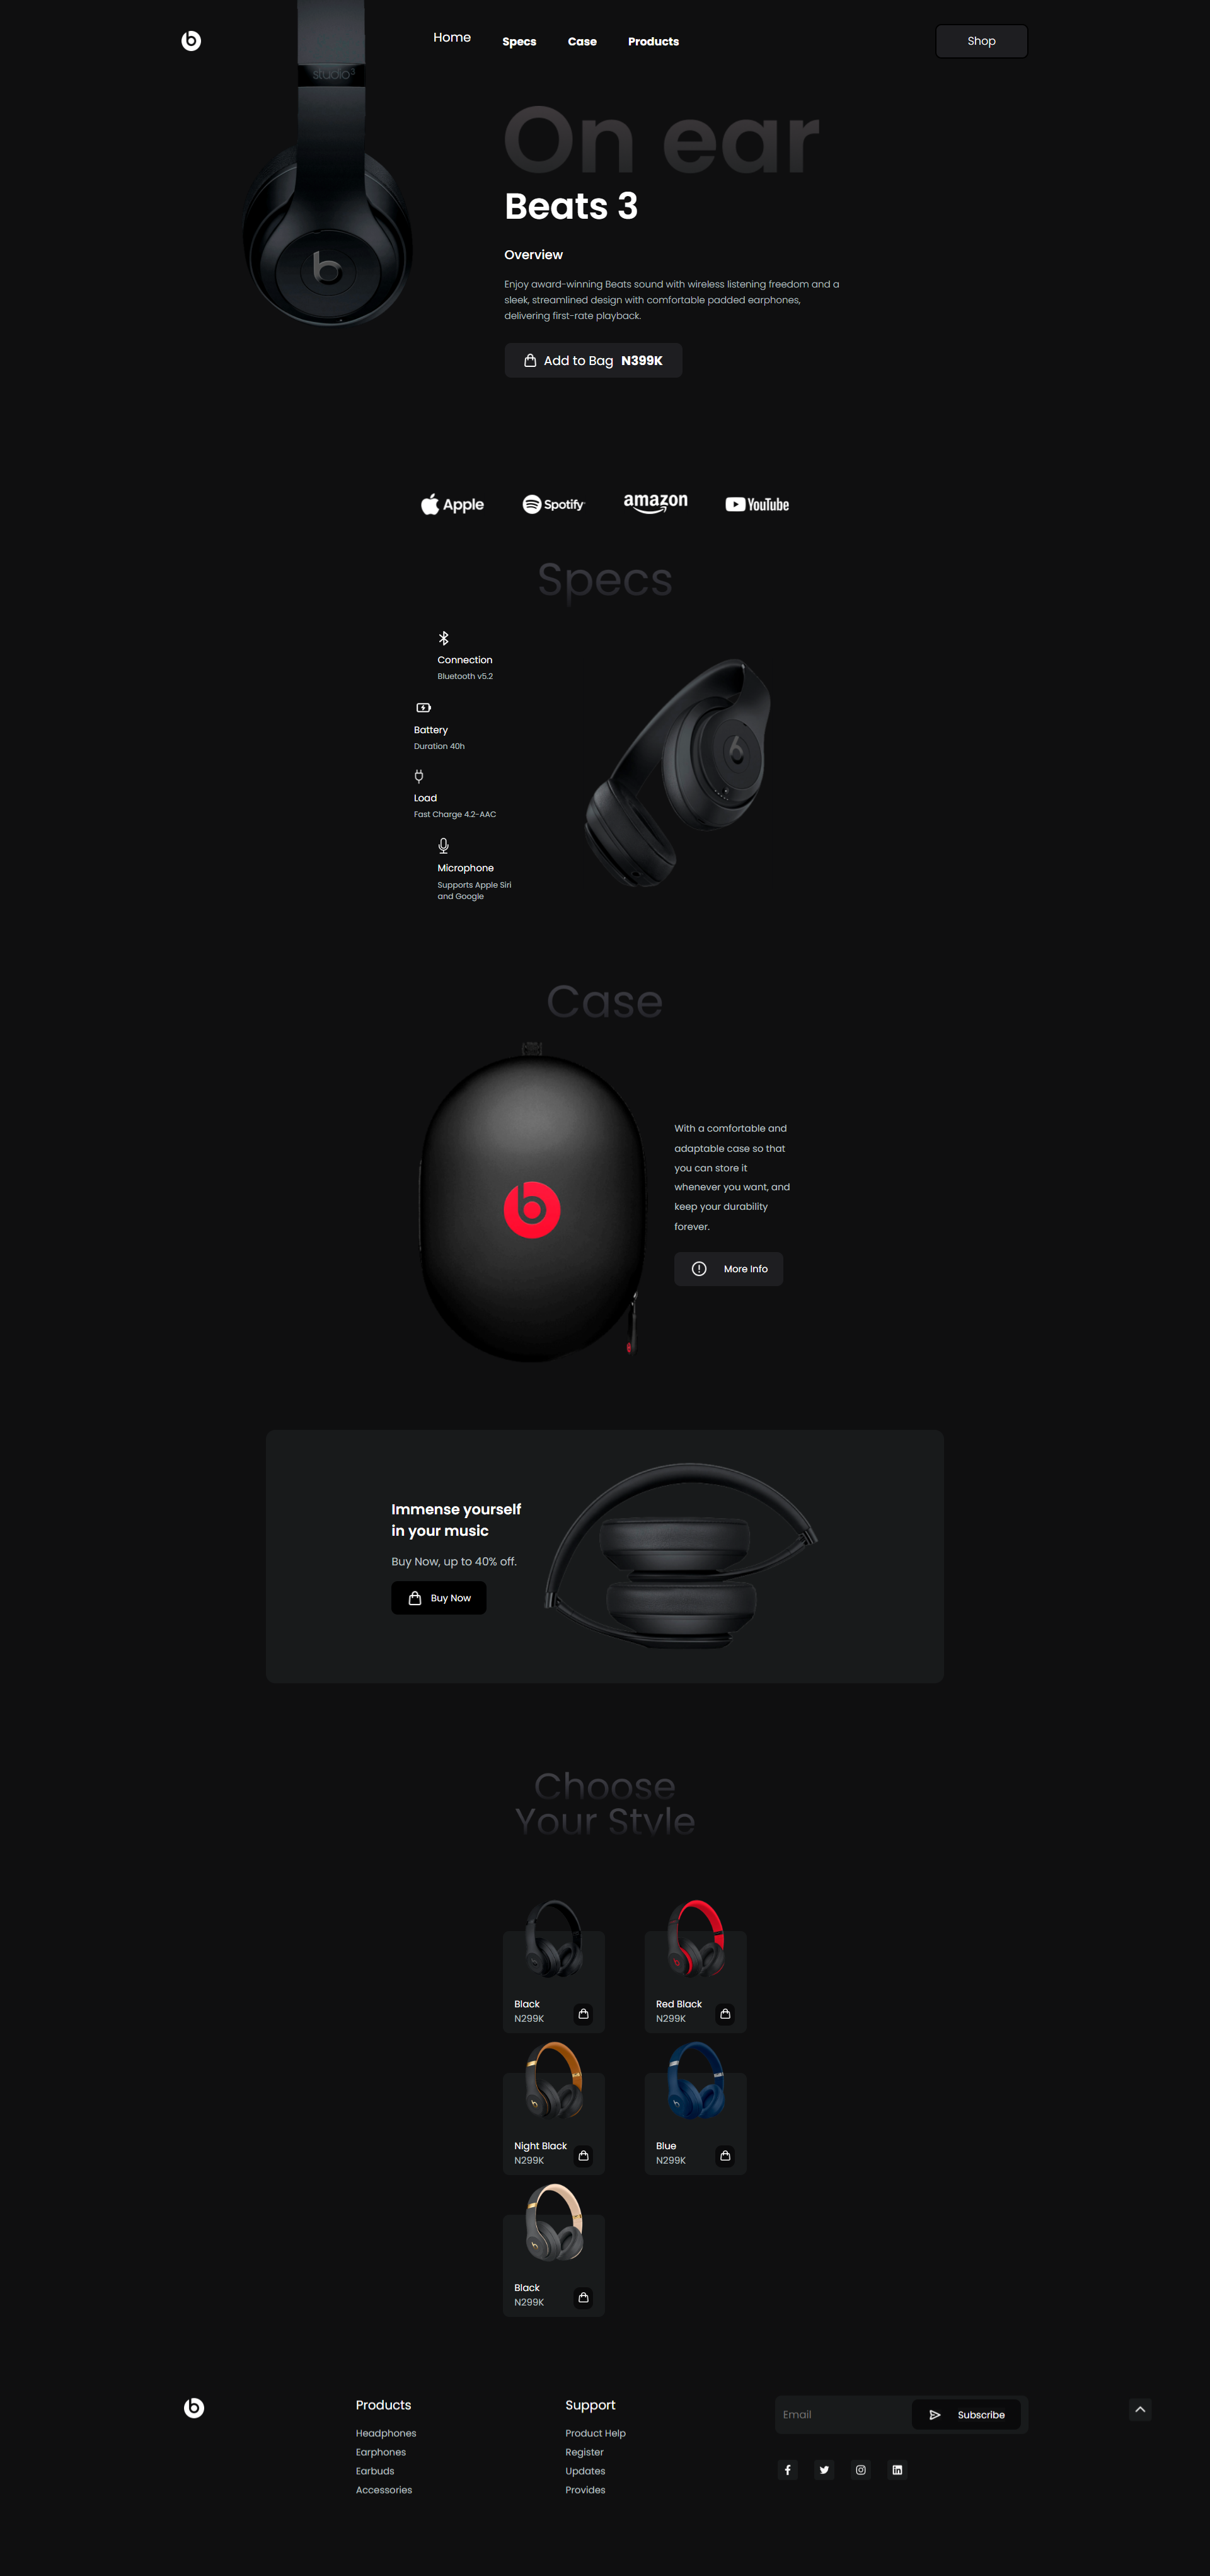 Home
Specs
Case
Products
Shop
studio3
On ear
Beats 3
Overview
Enjoy award-winning Beats sound with wireless listening freedom and a
sleek, streamlined design with comfortable padded earphones,
delivering first-rate playback.
Add to Bag N399K
Apple
Spotify
amazon
YouTube
Specs
Connection
Bluetooth v5.2
Battery
Duration 40h
Load
Fast Charge 4.2-AAC
Microphone
Supports Apple Siri
and Google
Case
With a comfortable and
adaptable case so that
you can store it
whenever you want, and
keep your durability
forever.
More Info
Immense yourself
in your music
Buy Now, up to 40% off.
Buy Now
Choose
Your Style
Black
N299K
Red Black
N299K
Night Black
N299K
Blue
N299K
Black
N299K
Products
Headphones
Earphones
Earbuds
Accessories
Support
Product Help
Register
Updates
Provides
Email
Subscribe